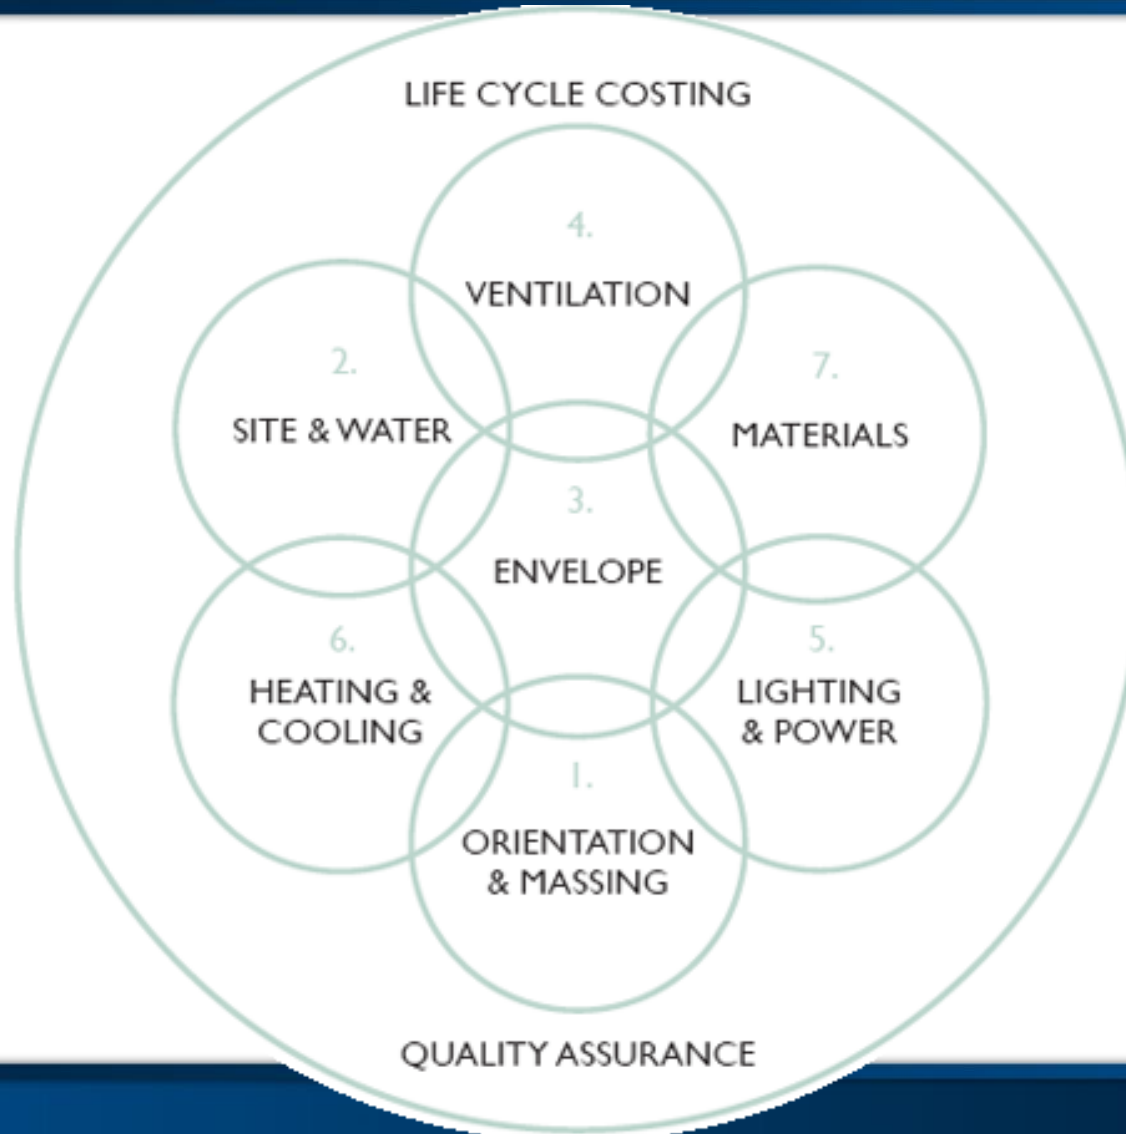 LIFE CYCLE COSTING
4.
VENTILATION
2.
SITE & WATER
7.
MATERIALS
3.
ENVELOPE
6.
HEATING &
COOLING
5.
LIGHTING
& POWER
1.
ORIENTATION
& MASSING
QUALITY ASSURANCE